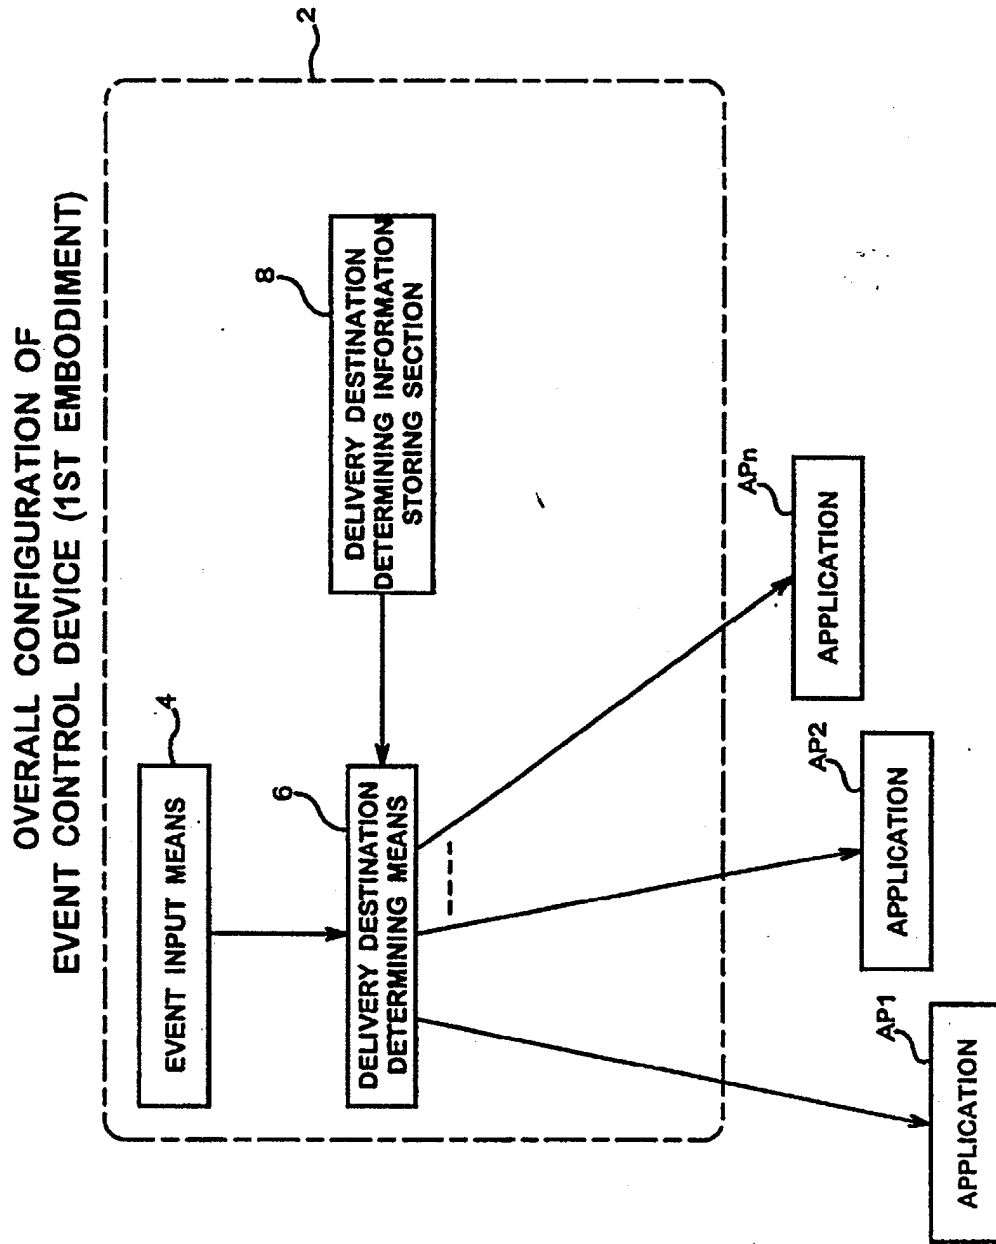 OVERALL CONFIGURATION OF
EVENT CONTROL DEVICE (1ST EMBODIMENT)
2
4
EVENT INPUT MEANS
6
DELIVERY DESTINATION
DETERMINING MEANS
8
DELIVERY DESTINATION
DETERMINING INFORMATION
STORING SECTION
AP1
APPLICATION
AP2
APPLICATION
APn
APPLICATION